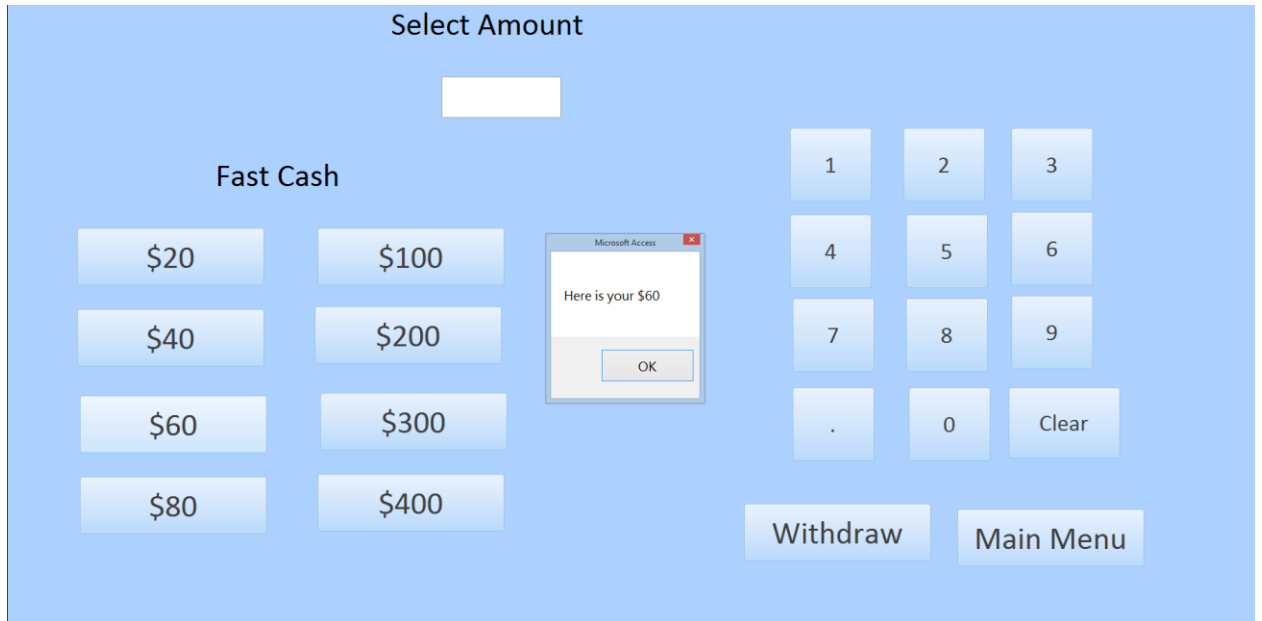 Select Amount
Fast Cash
$20
$100
$40
$200
$60
$300
$80
$400
Microsoft Access
Here is your $60
OK
1
2
3
4
5
6
7
8
9
.
0
Clear
Withdraw
Main Menu